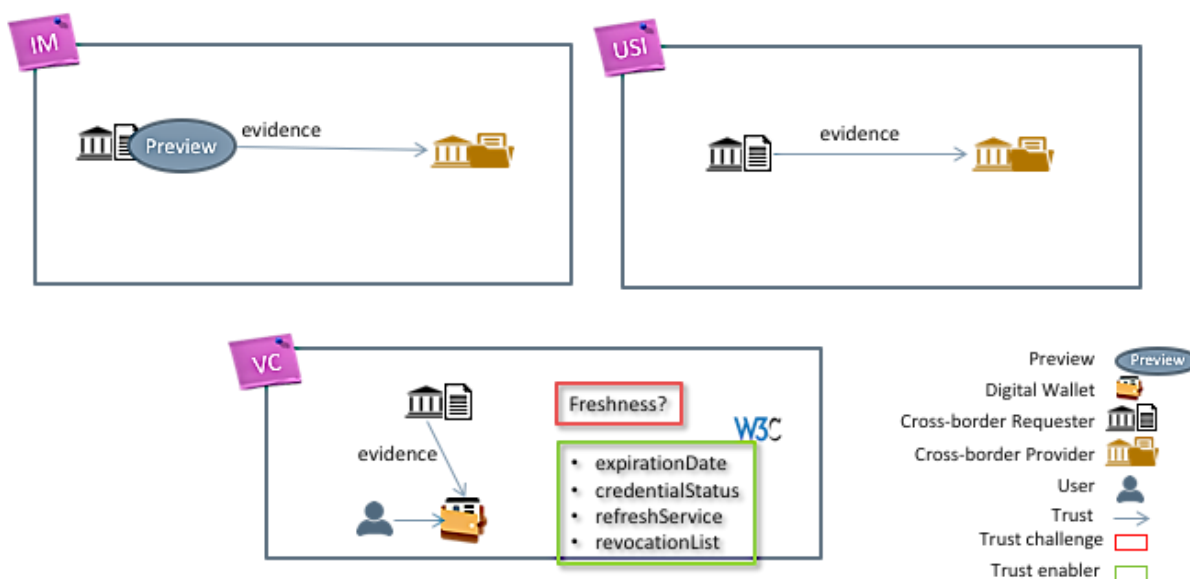 IM
evidence
Preview
USI
evidence
VC
evidence
Freshness?
W3C
• expirationDate
• credentialStatus
• refreshService
• revocationList
Preview
Preview
Digital Wallet
Cross-border Requester
Cross-border Provider
User
Trust
Trust challenge
Trust enabler